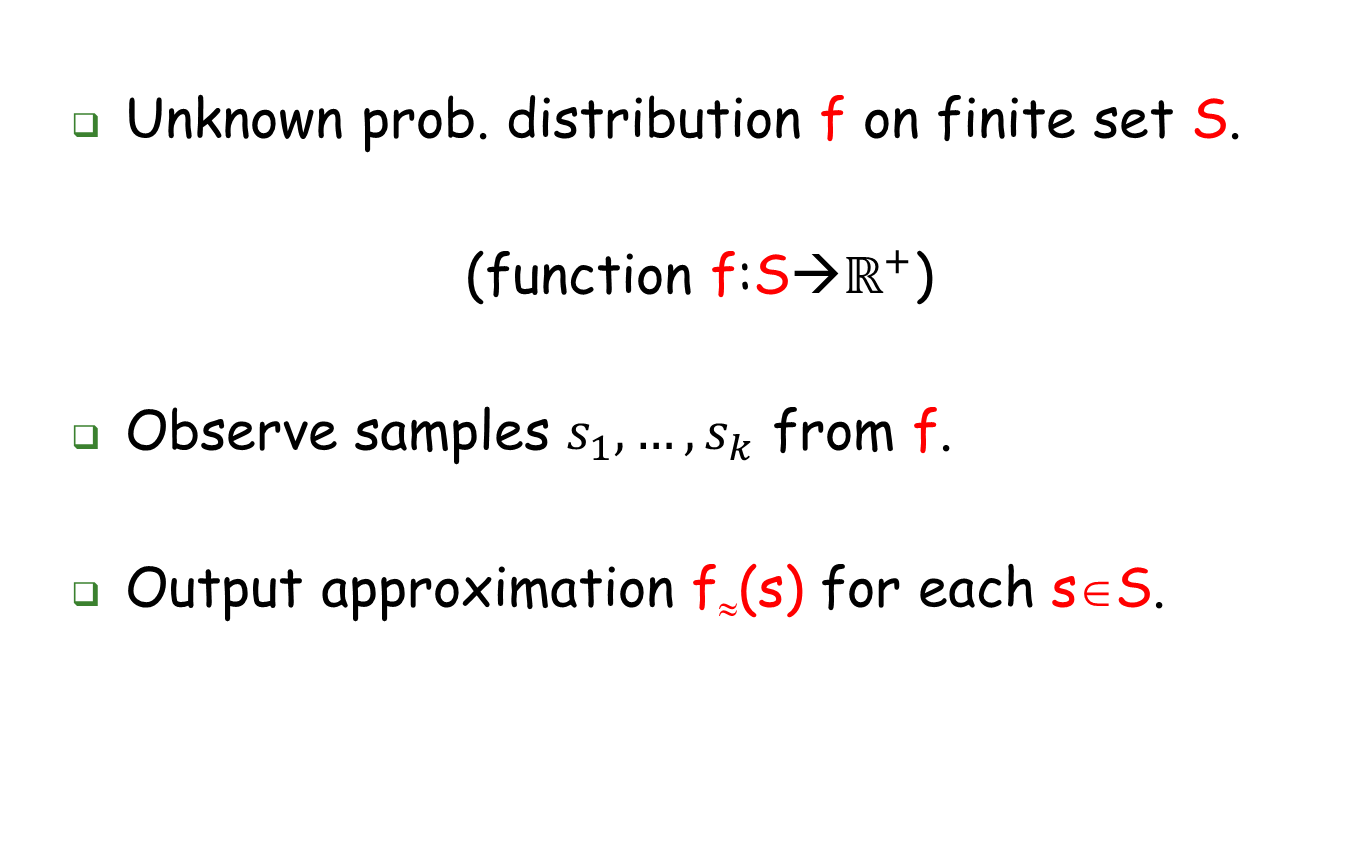 ❑ Unknown prob. distribution f on finite set S.
(function f:S→ℝ⁺)
❑ Observe samples s₁, … , sₖ from f.
❑ Output approximation f≈(s) for each s∈S.